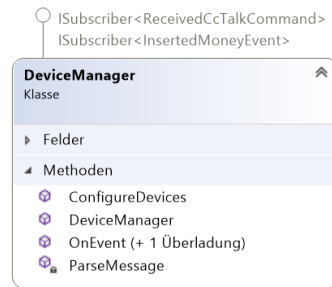 ISubscriber<ReceivedCcTalkCommand>
ISubscriber<InsertedMoneyEvent>
DeviceManager
Klasse
Felder
Methoden
ConfigureDevices
DeviceManager
OnEvent (+ 1 Überladung)
ParseMessage